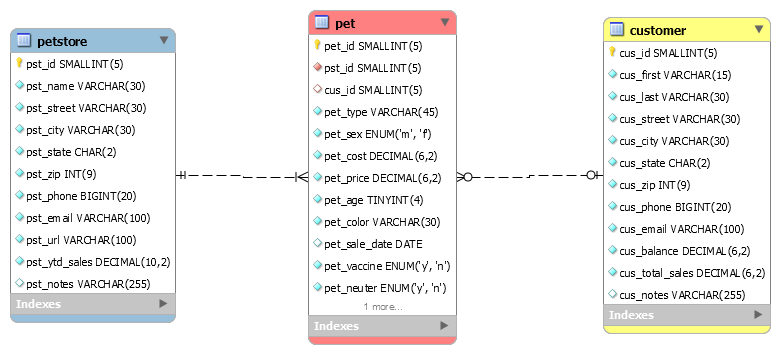 petstore
pst_id SMALLINT(5)
pst_name VARCHAR(30)
pst_street VARCHAR(30)
pst_city VARCHAR(30)
pst_state CHAR(2)
pst_zip INT(9)
pst_phone BIGINT(20)
pst_email VARCHAR(100)
pst_url VARCHAR(100)
pst_ytd_sales DECIMAL(10,2)
pst_notes VARCHAR(255)
Indexes
pet
pet_id SMALLINT(5)
pst_id SMALLINT(5)
cus_id SMALLINT(5)
pet_type VARCHAR(45)
pet_sex ENUM('m', 'f')
pet_cost DECIMAL(6,2)
pet_price DECIMAL(6,2)
pet_age TINYINT(4)
pet_color VARCHAR(30)
pet_sale_date DATE
pet_vaccine ENUM('y', 'n')
pet_neuter ENUM('y', 'n')
1 more...
Indexes
customer
cus_id SMALLINT(5)
cus_first VARCHAR(15)
cus_last VARCHAR(30)
cus_street VARCHAR(30)
cus_city VARCHAR(30)
cus_state CHAR(2)
cus_zip INT(9)
cus_phone BIGINT(20)
cus_email VARCHAR(100)
cus_balance DECIMAL(6,2)
cus_total_sales DECIMAL(6,2)
cus_notes VARCHAR(255)
Indexes